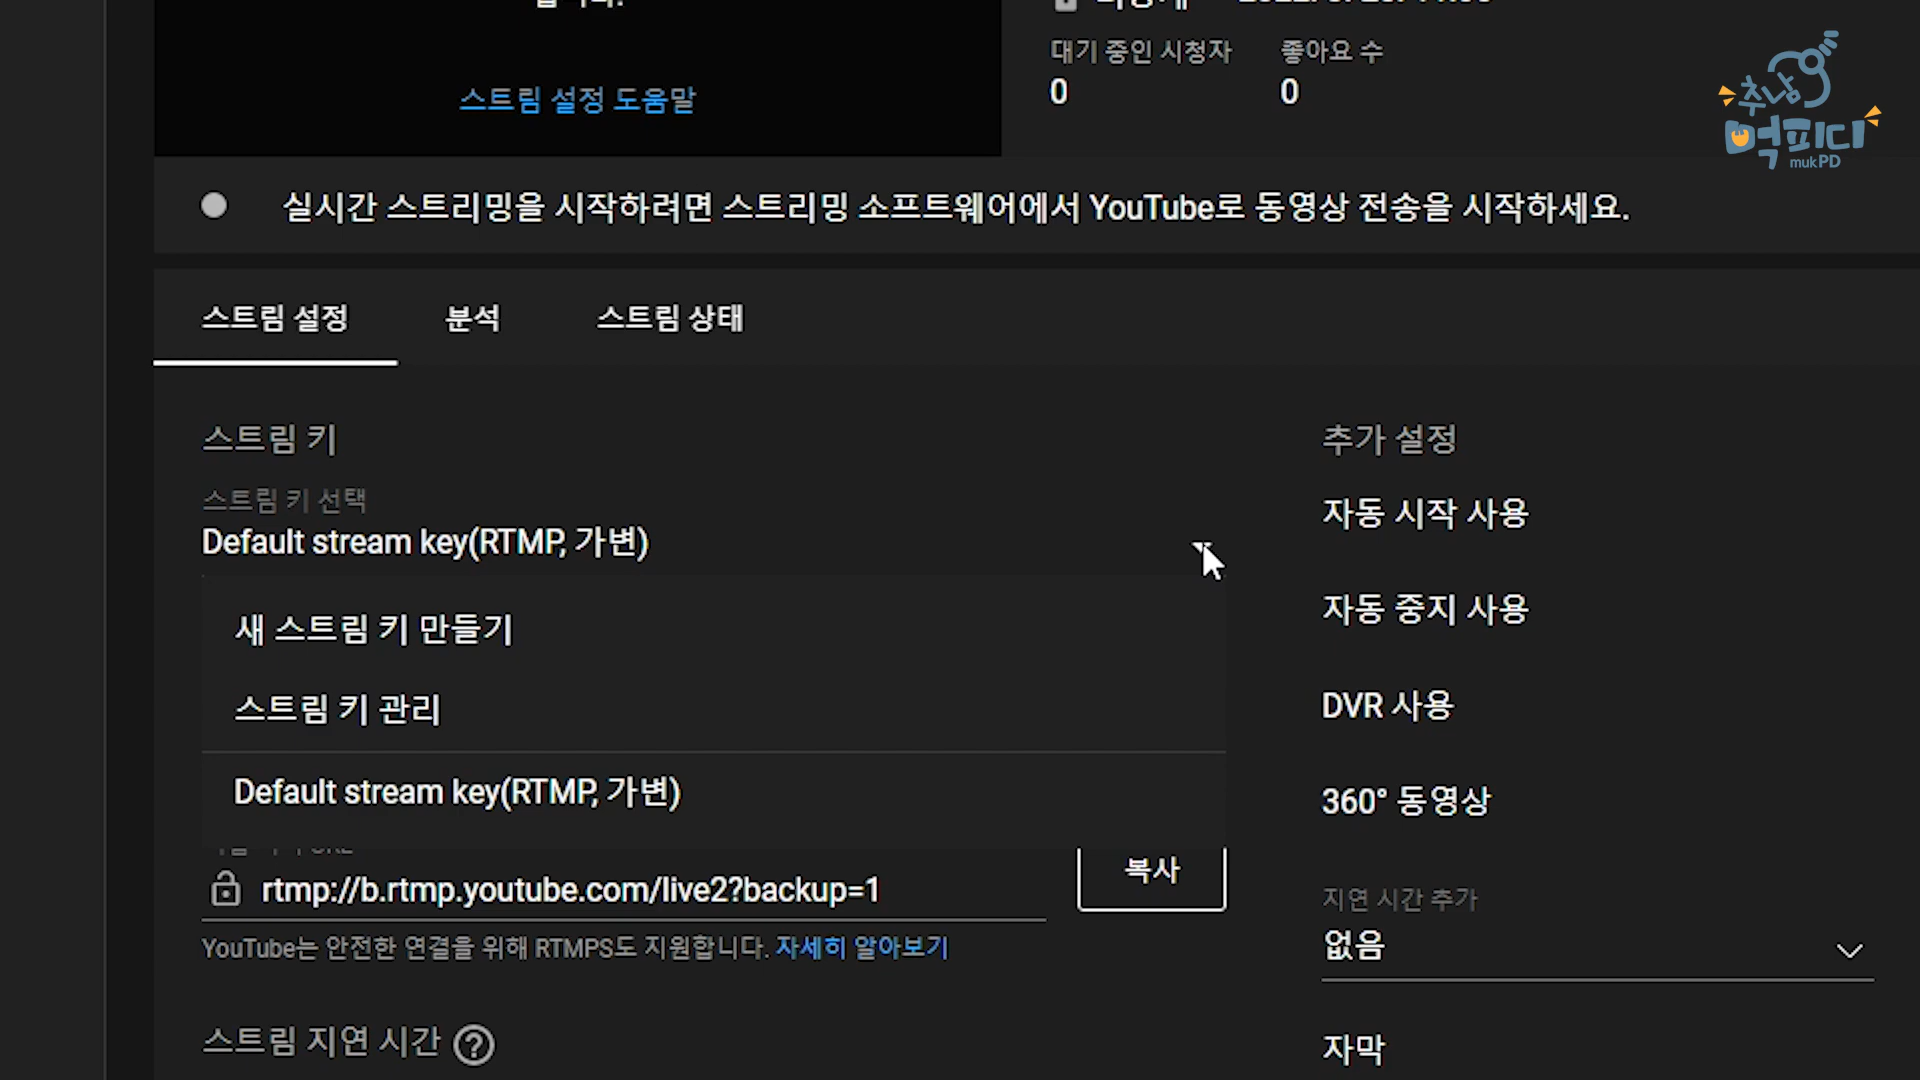 대기 중인 시청자 좋아요 수
0 0
스트림 설정 도움말
추냥
먹피디
mukPD
실시간 스트리밍을 시작하려면 스트리밍 소프트웨어에서 YouTube로 동영상 전송을 시작하세요.
스트림 설정 분석 스트림 상태
스트림 키
스트림 키 선택
Default stream key(RTMP, 가변)
새 스트림 키 만들기
스트림 키 관리
Default stream key(RTMP, 가변)
rtmp://b.rtmp.youtube.com/live2?backup=1
복사
YouTube는 안전한 연결을 위해 RTMPS도 지원합니다. 자세히 알아보기
스트림 지연 시간
추가 설정
자동 시작 사용
자동 중지 사용
DVR 사용
360° 동영상
지연 시간 추가
없음
자막